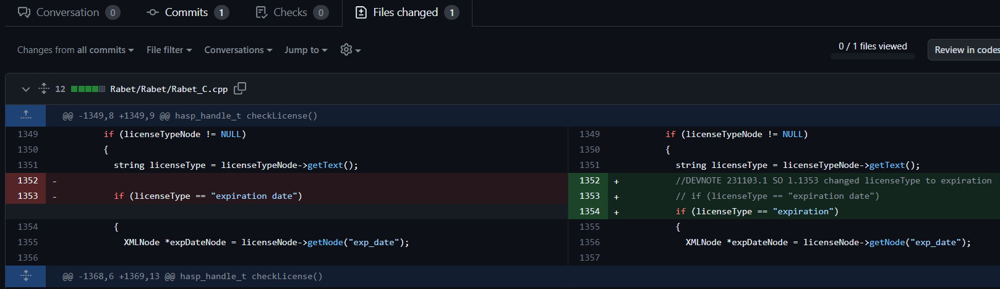 Conversation 0 Commits 1 Checks 0 Files changed 1
Changes from all commits File filter Conversations Jump to 0 / 1 files viewed Review in codes
12 Rabet/Rabet/Rabet_C.cpp
@@ -1349,8 +1349,9 @@ hasp_handle_t checkLicense()
1349 if (licenseTypeNode != NULL) 1349 if (licenseTypeNode != NULL)
1350 { 1350 {
1351 string licenseType = licenseTypeNode->getText(); 1351 string licenseType = licenseTypeNode->getText();
1352 - 1352 + //DEVNOTE 231103.1 SO l.1353 changed licenseType to expiration
1353 - if (licenseType == "expiration date") 1353 + // if (licenseType == "expiration date")
1354 + if (licenseType == "expiration")
1354 { 1355 {
1355 XMLNode *expDateNode = licenseNode->getNode("exp_date"); 1356 XMLNode *expDateNode = licenseNode->getNode("exp_date");
1356 1357
@@ -1368,6 +1369,13 @@ hasp_handle_t checkLicense()